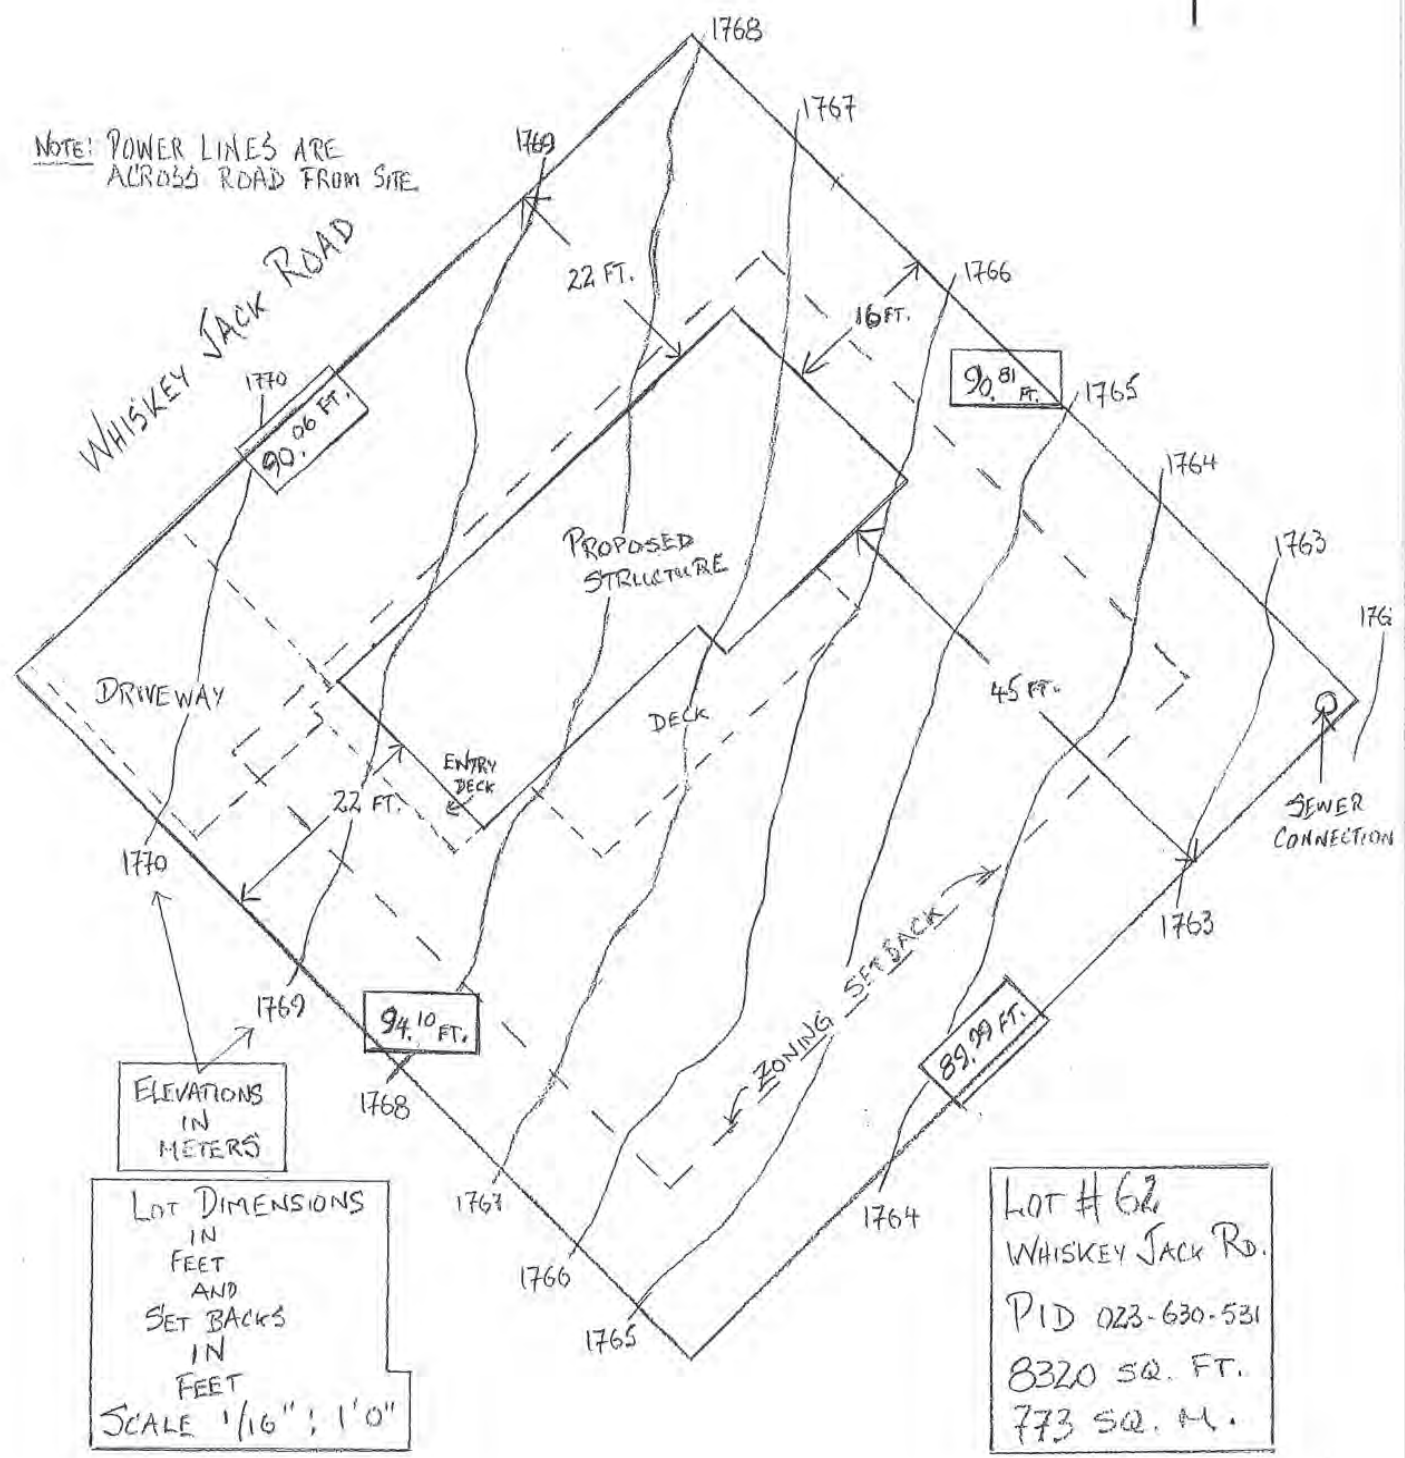 1768
1767
NOTE: POWER LINES ARE
ACROSS ROAD FROM SITE
1769
WHISKEY JACK ROAD
22 FT.
1766
16 FT.
1770
90.06 FT.
90.81 FT.
1765
1764
PROPOSED
STRUCTURE
1763
176
DRIVEWAY
45 FT.
DECK
ENTRY
DECK
22 FT.
SEWER
CONNECTION
1770
1763
ZONING SETBACK
1769
94.10 FT.
89.99 FT.
1768
ELEVATIONS
IN
METERS
1767
1764
1766
1765
LOT DIMENSIONS
IN
FEET
AND
SET BACKS
IN
FEET
SCALE 1/16" : 1'0"
LOT # 62
WHISKEY JACK RD.
PID 023-630-531
8320 SQ. FT.
773 SQ. M.